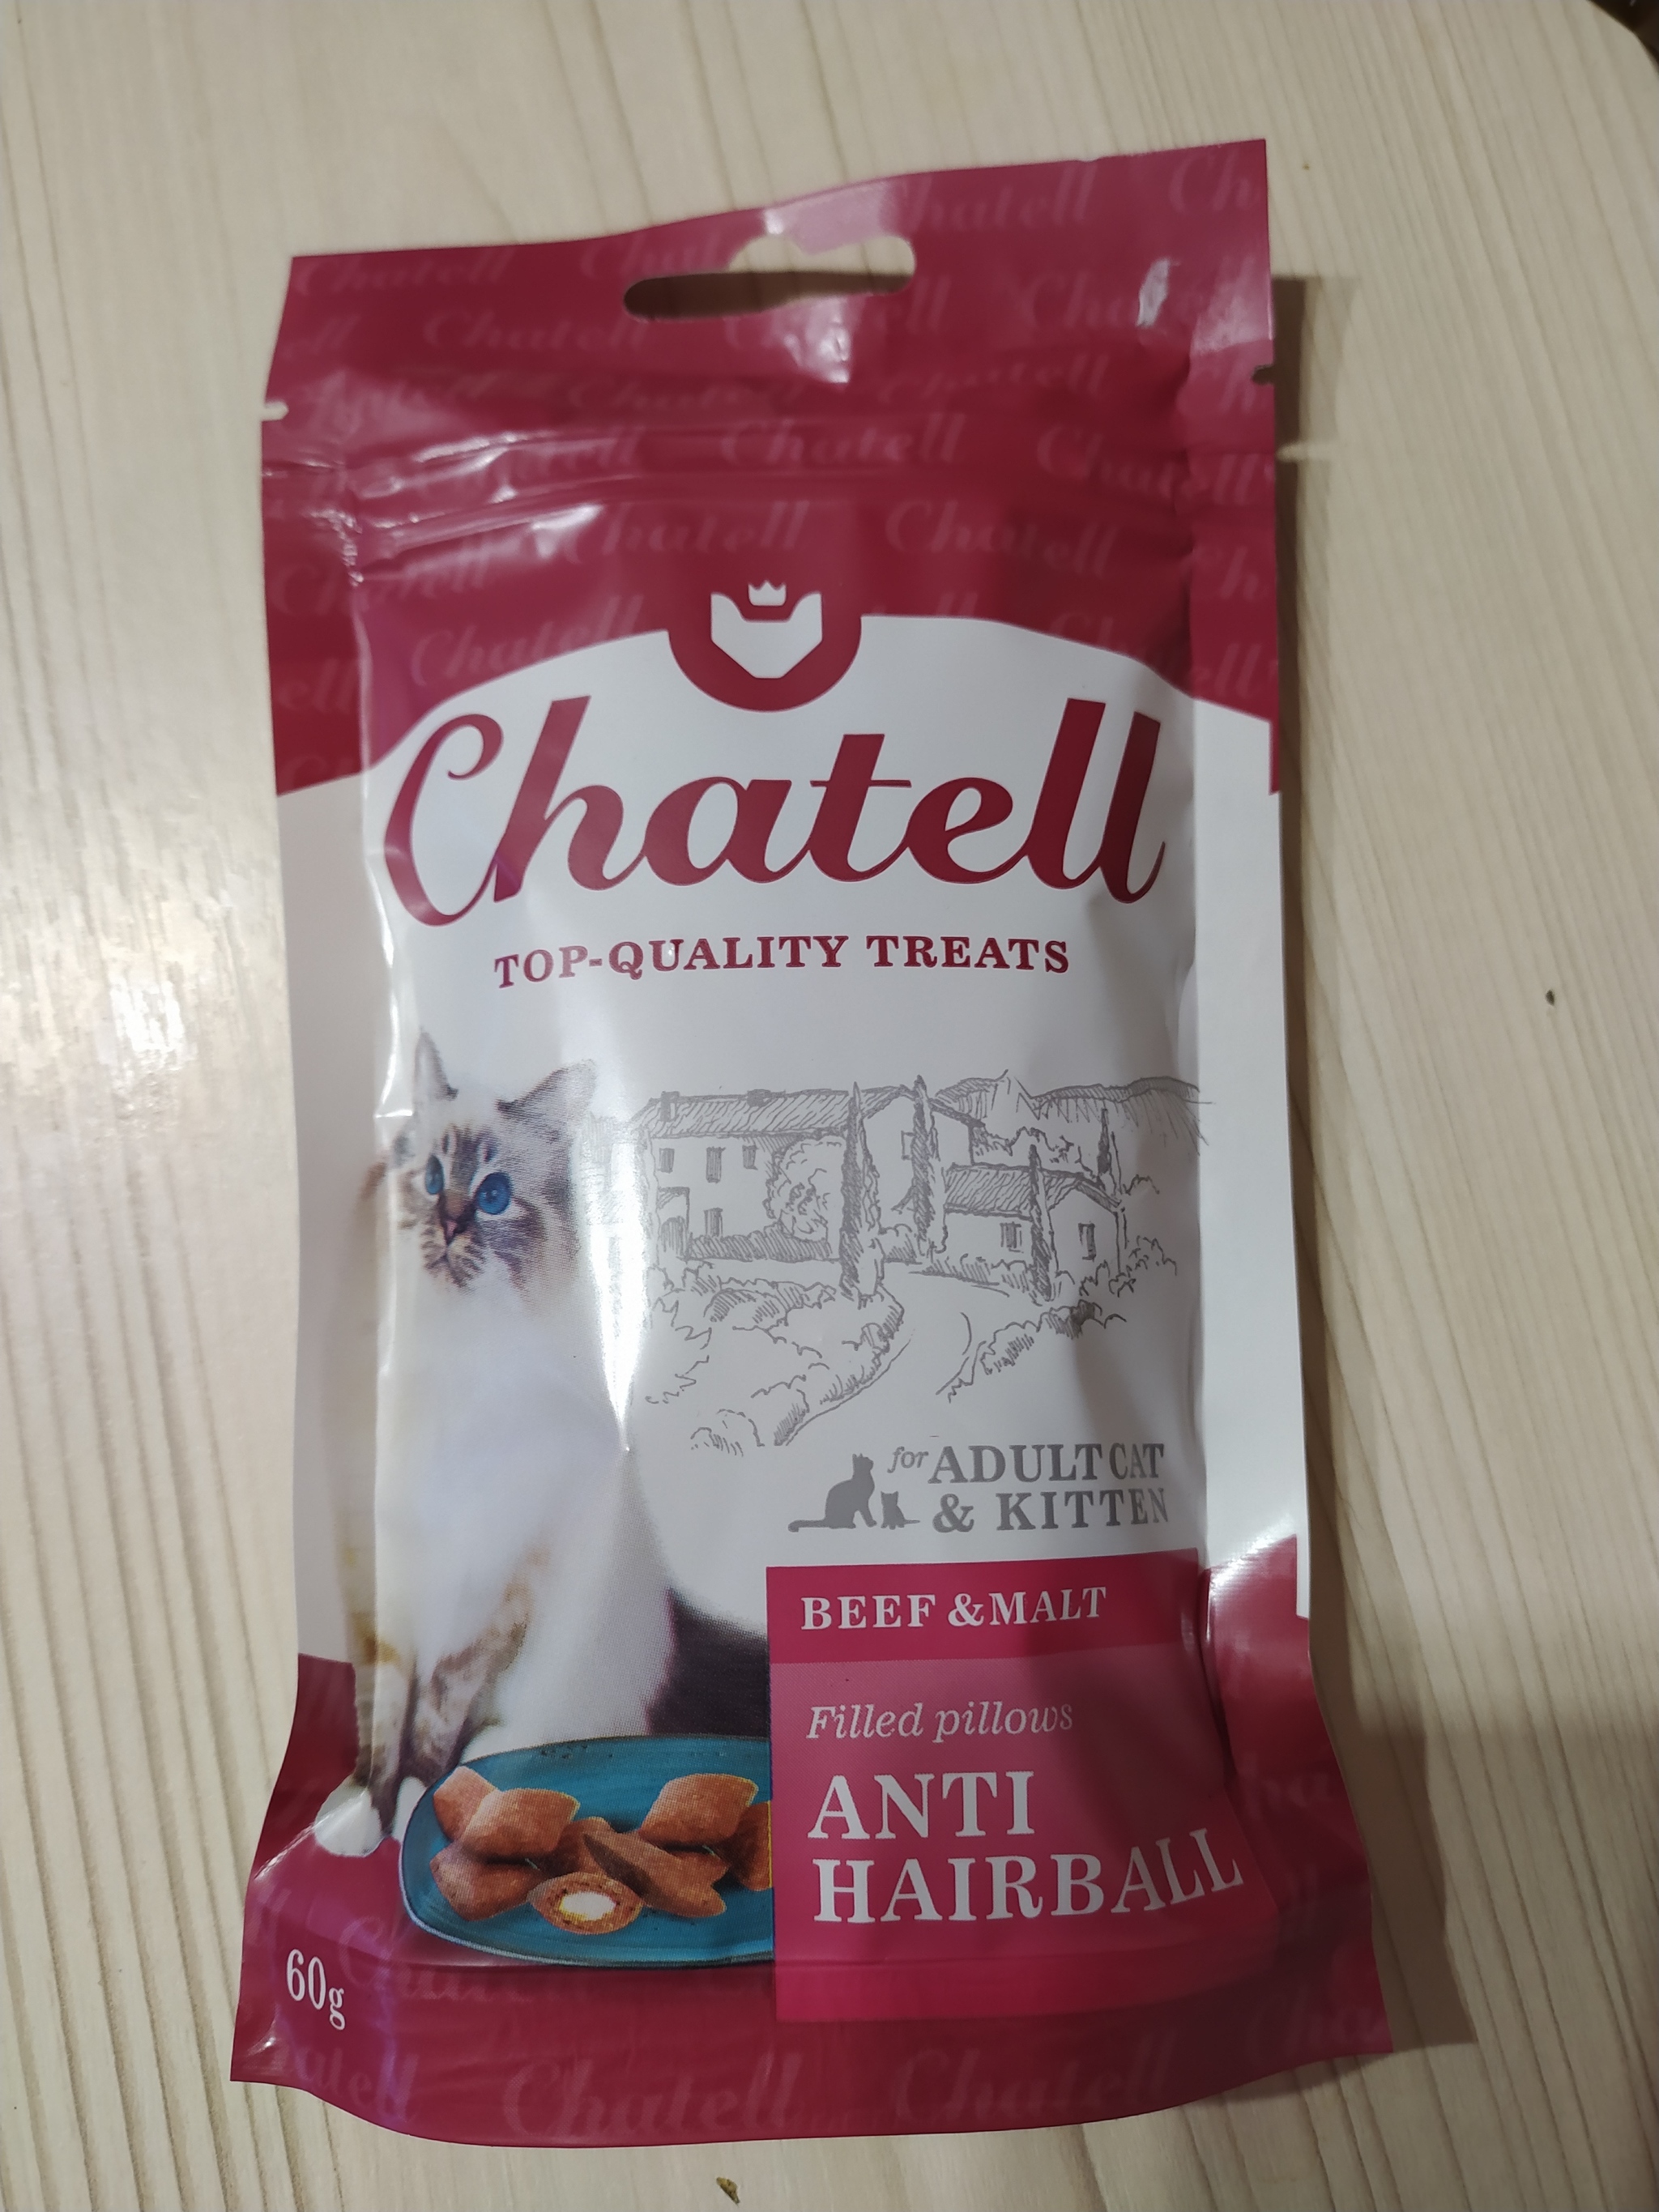 Chatell
TOP-QUALITY TREATS
for ADULT CAT
& KITTEN
BEEF & MALT
Filled pillows
ANTI
HAIRBALL
60g